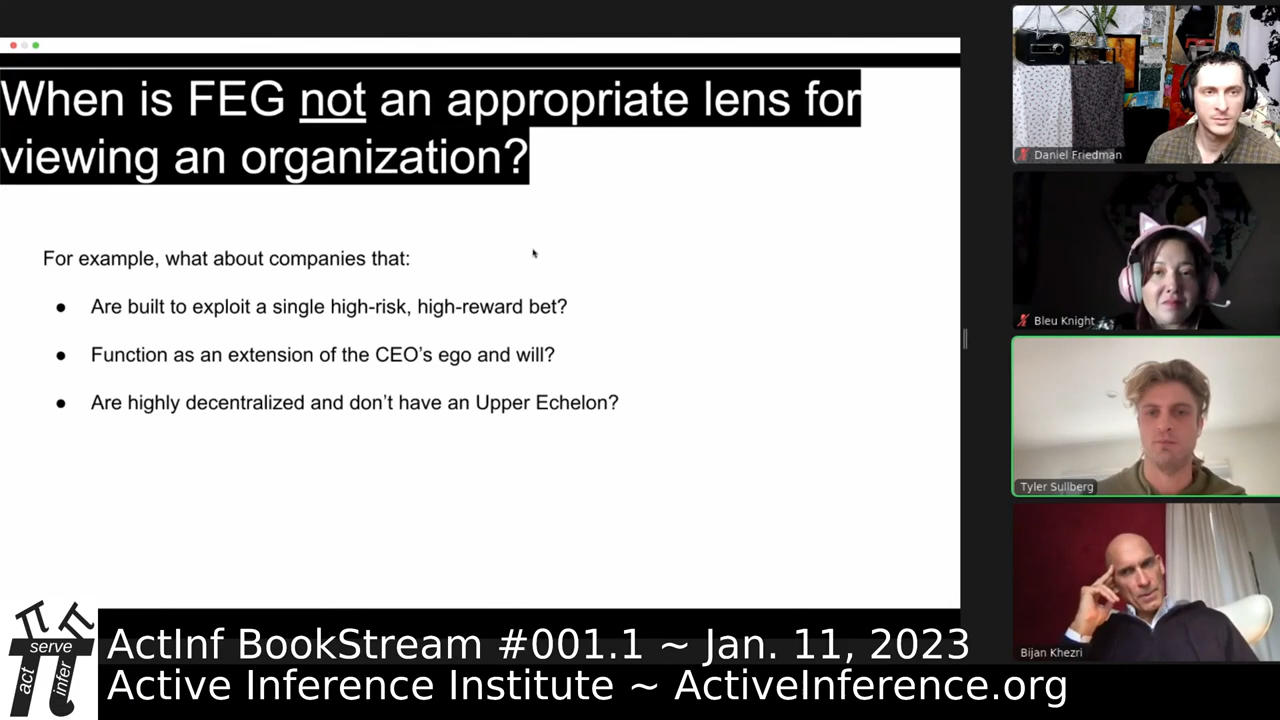 When is FEG not an appropriate lens for
viewing an organization?
For example, what about companies that:
● Are built to exploit a single high-risk, high-reward bet?
● Function as an extension of the CEO’s ego and will?
● Are highly decentralized and don’t have an Upper Echelon?
Daniel Friedman
Bleu Knight
Tyler Sullberg
Bijan Khezri
serve
act
infer
ActInf BookStream #001.1 ~ Jan. 11, 2023
Active Inference Institute ~ ActiveInference.org